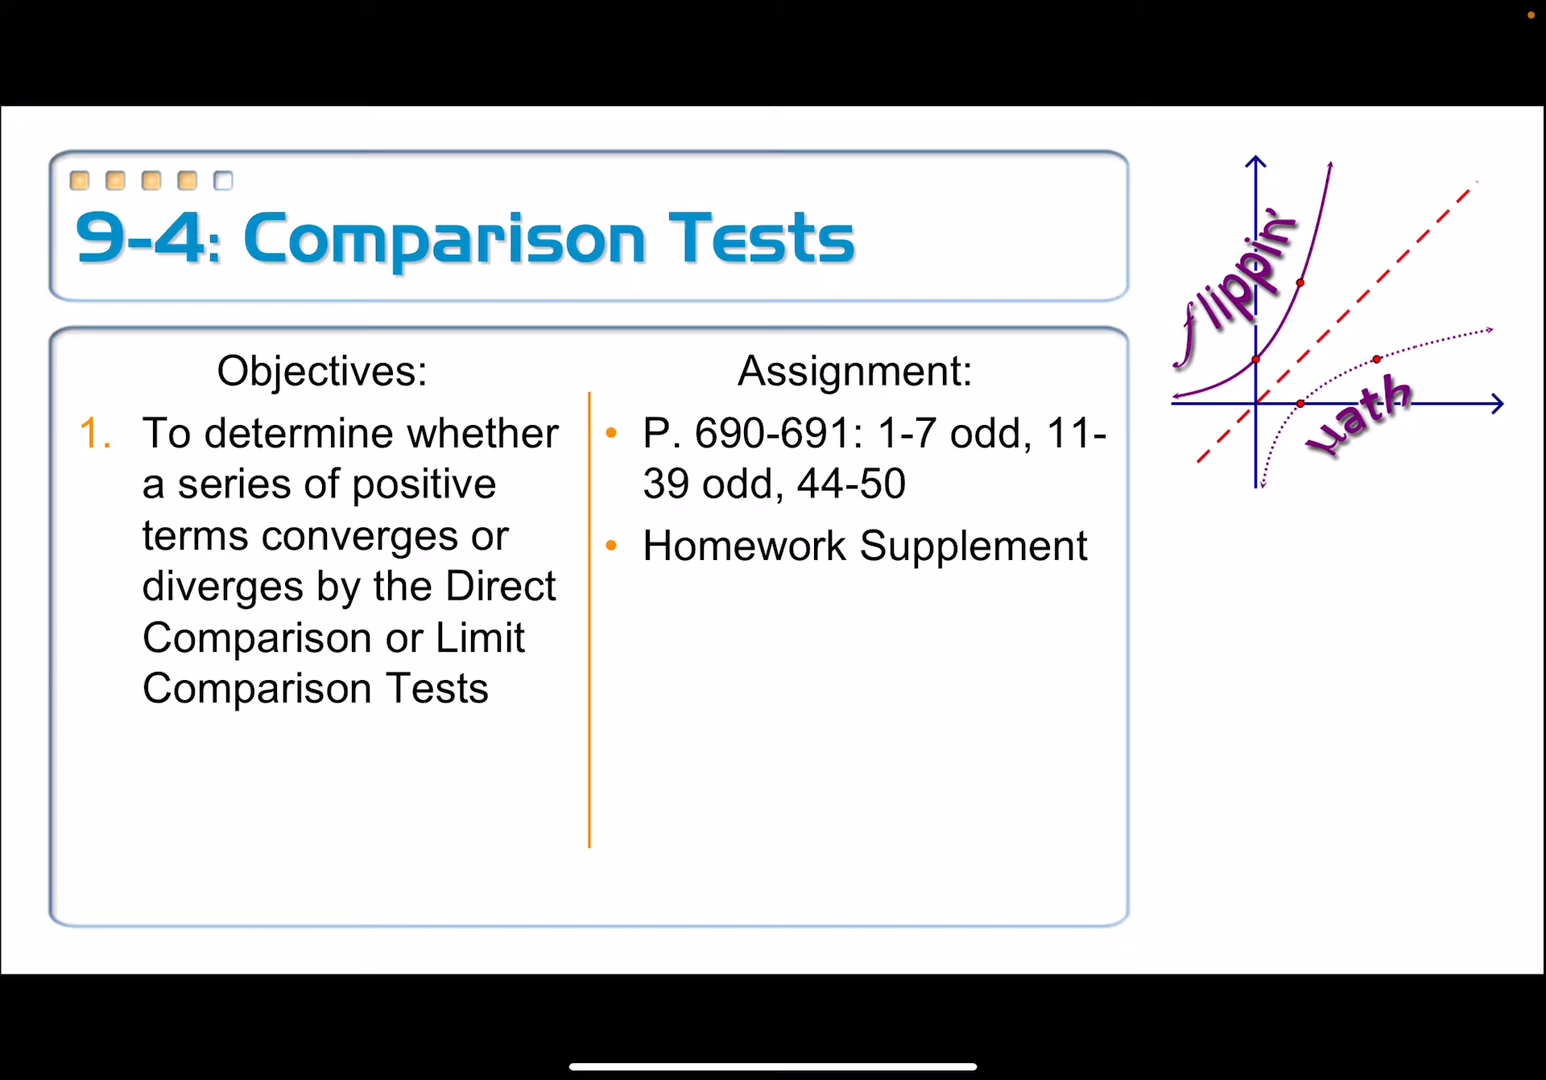 9-4: Comparison Tests
Objectives:
1. To determine whether
a series of positive
terms converges or
diverges by the Direct
Comparison or Limit
Comparison Tests
Assignment:
• P. 690-691: 1-7 odd, 11-
39 odd, 44-50
• Homework Supplement
flippin'
math